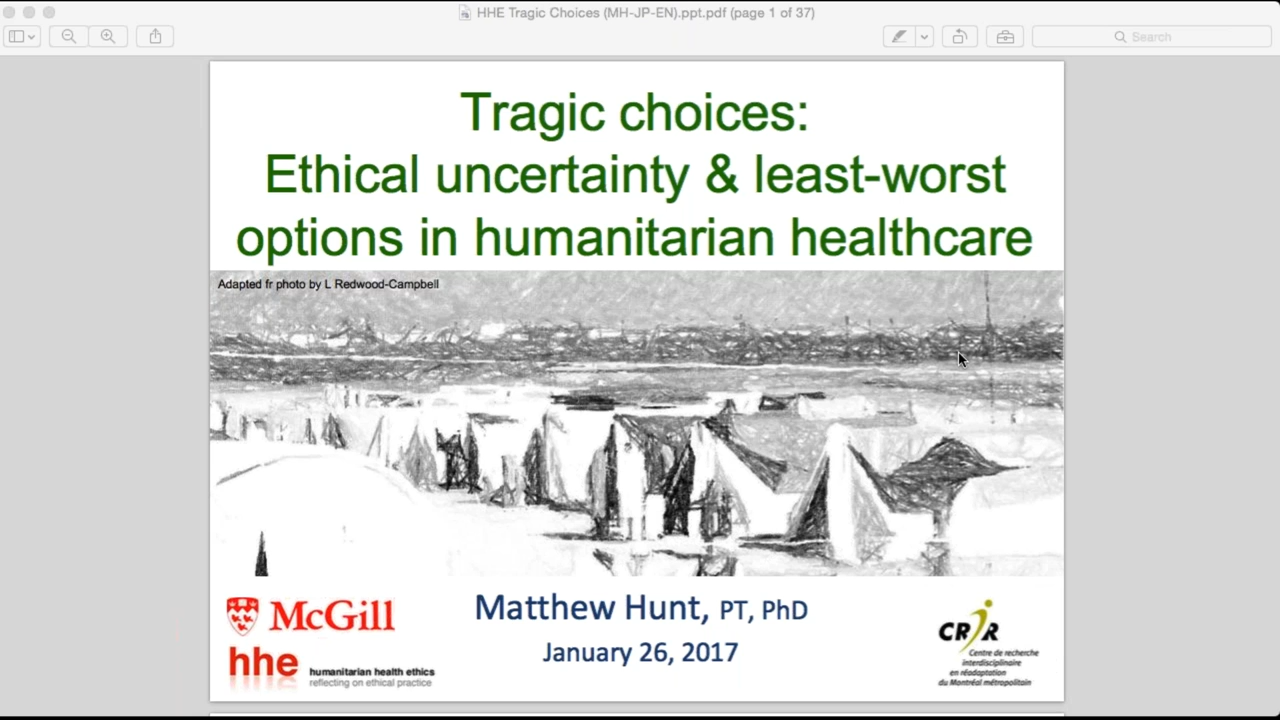 HHE Tragic Choices (MH-JP-EN).ppt.pdf (page 1 of 37)
Search
Tragic choices:
Ethical uncertainty & least-worst
options in humanitarian healthcare
Adapted fr photo by L Redwood-Campbell
McGill
hhe humanitarian health ethics
reflecting on ethical practice
Matthew Hunt, PT, PhD
January 26, 2017
CRIR
Centre de recherche
interdisciplinaire
en réadaptation
du Montréal métropolitain